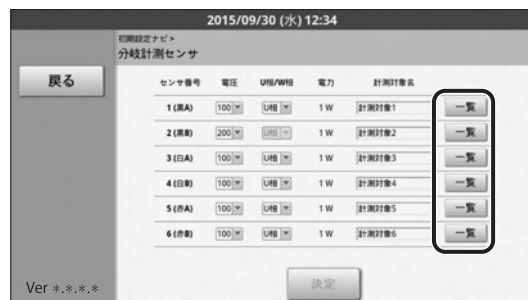 2015/09/30 (水) 12:34
初期設定ナビ>
分岐計測センサ
戻る
センサ番号 電圧 U相/W相 電力 計測対象名
1 (黒A) 100 U相 1 W 計測対象1 一覧
2 (黒B) 200 U相 1 W 計測対象2 一覧
3 (白A) 100 U相 1 W 計測対象3 一覧
4 (白B) 100 U相 1 W 計測対象4 一覧
5 (赤A) 100 U相 1 W 計測対象5 一覧
6 (赤B) 100 U相 1 W 計測対象6 一覧
決定
Ver *.*.*.*